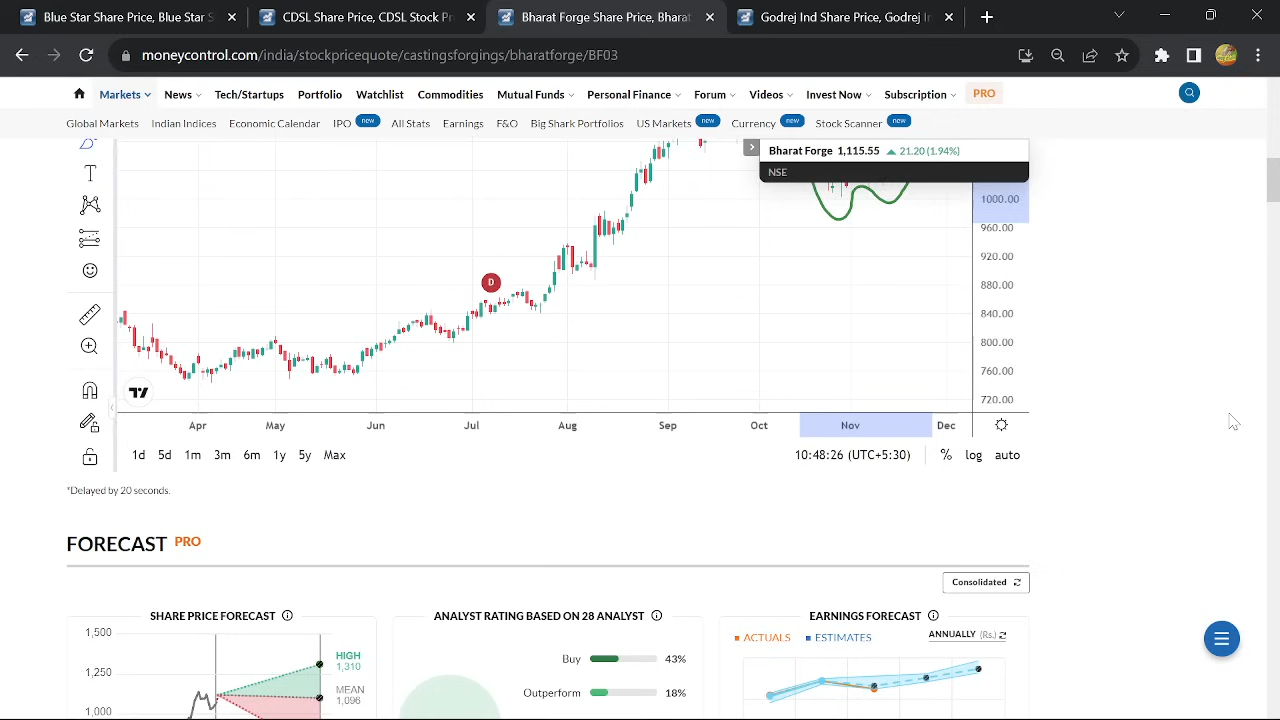 Blue Star Share Price, Blue S
CDSL Share Price, CDSL Stock Pr
Bharat Forge Share Price, Bharat
Godrej Ind Share Price, Godrej In
moneycontrol.com/india/stockpricequote/castingsforgings/bharatforge/BF03
Markets News Tech/Startups Portfolio Watchlist Commodities Mutual Funds Personal Finance Forum Videos Invest Now Subscription PRO
Global Markets Indian Indices Economic Calendar IPO new All Stats Earnings F&O Big Shark Portfolios US Markets new Currency new Stock Scanner new
Bharat Forge 1,115.55 21.20 (1.94%)
NSE
1000.00
960.00
920.00
D
880.00
840.00
800.00
760.00
720.00
Apr May Jun Jul Aug Sep Oct Nov Dec
1d 5d 1m 3m 6m 1y 5y Max 10:48:26 (UTC+5:30) % log auto
*Delayed by 20 seconds.
FORECAST PRO
Consolidated
SHARE PRICE FORECAST
1,500
1,250
1,000
HIGH
1,310
MEAN
1,096
ANALYST RATING BASED ON 28 ANALYST
Buy 43%
Outperform 18%
EARNINGS FORECAST
ACTUALS ESTIMATES ANNUALLY (Rs.)